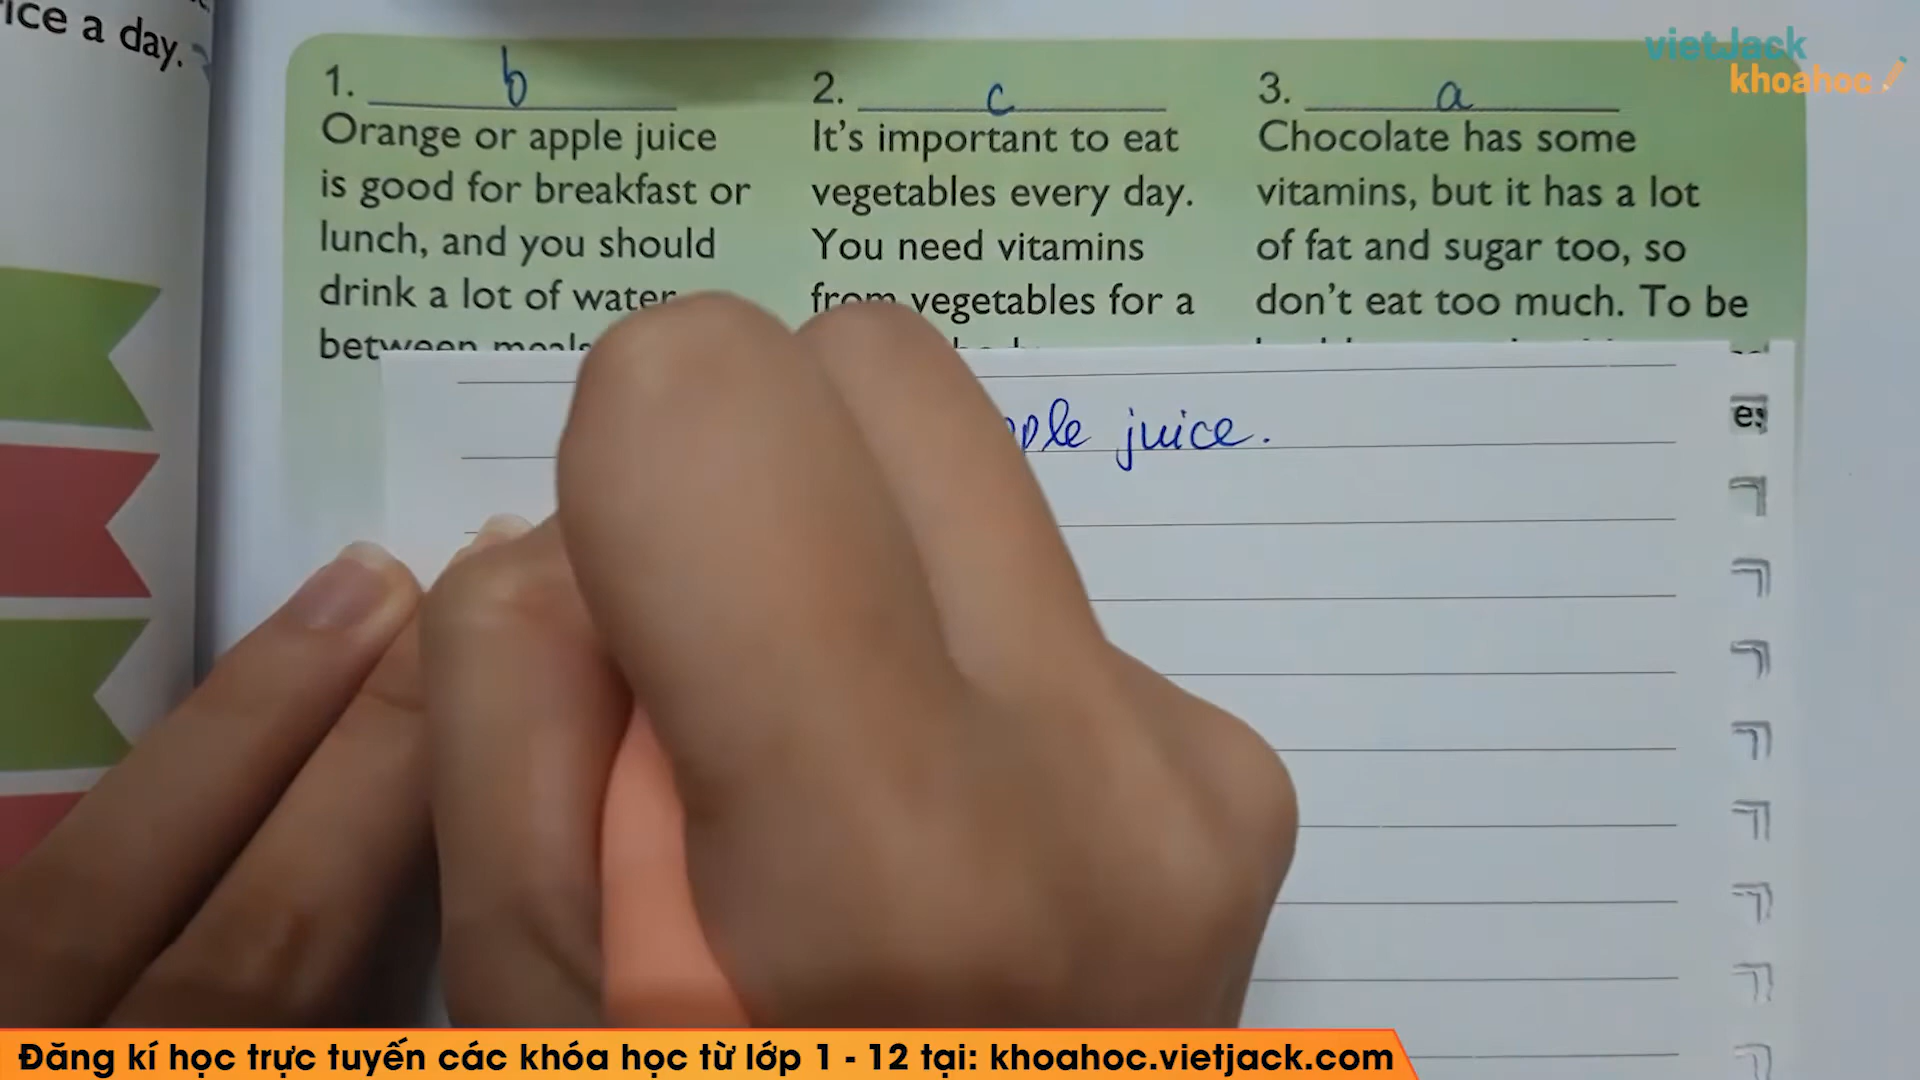 ice a day.
vietJack
khoahoc
1. b
Orange or apple juice
is good for breakfast or
lunch, and you should
drink a lot of water
between meals
2. c
It's important to eat
vegetables every day.
You need vitamins
from vegetables for a
3. a
Chocolate has some
vitamins, but it has a lot
of fat and sugar too, so
don't eat too much. To be
juice.
Đăng kí học trực tuyến các khóa học từ lớp 1 - 12 tại: khoahoc.vietjack.com